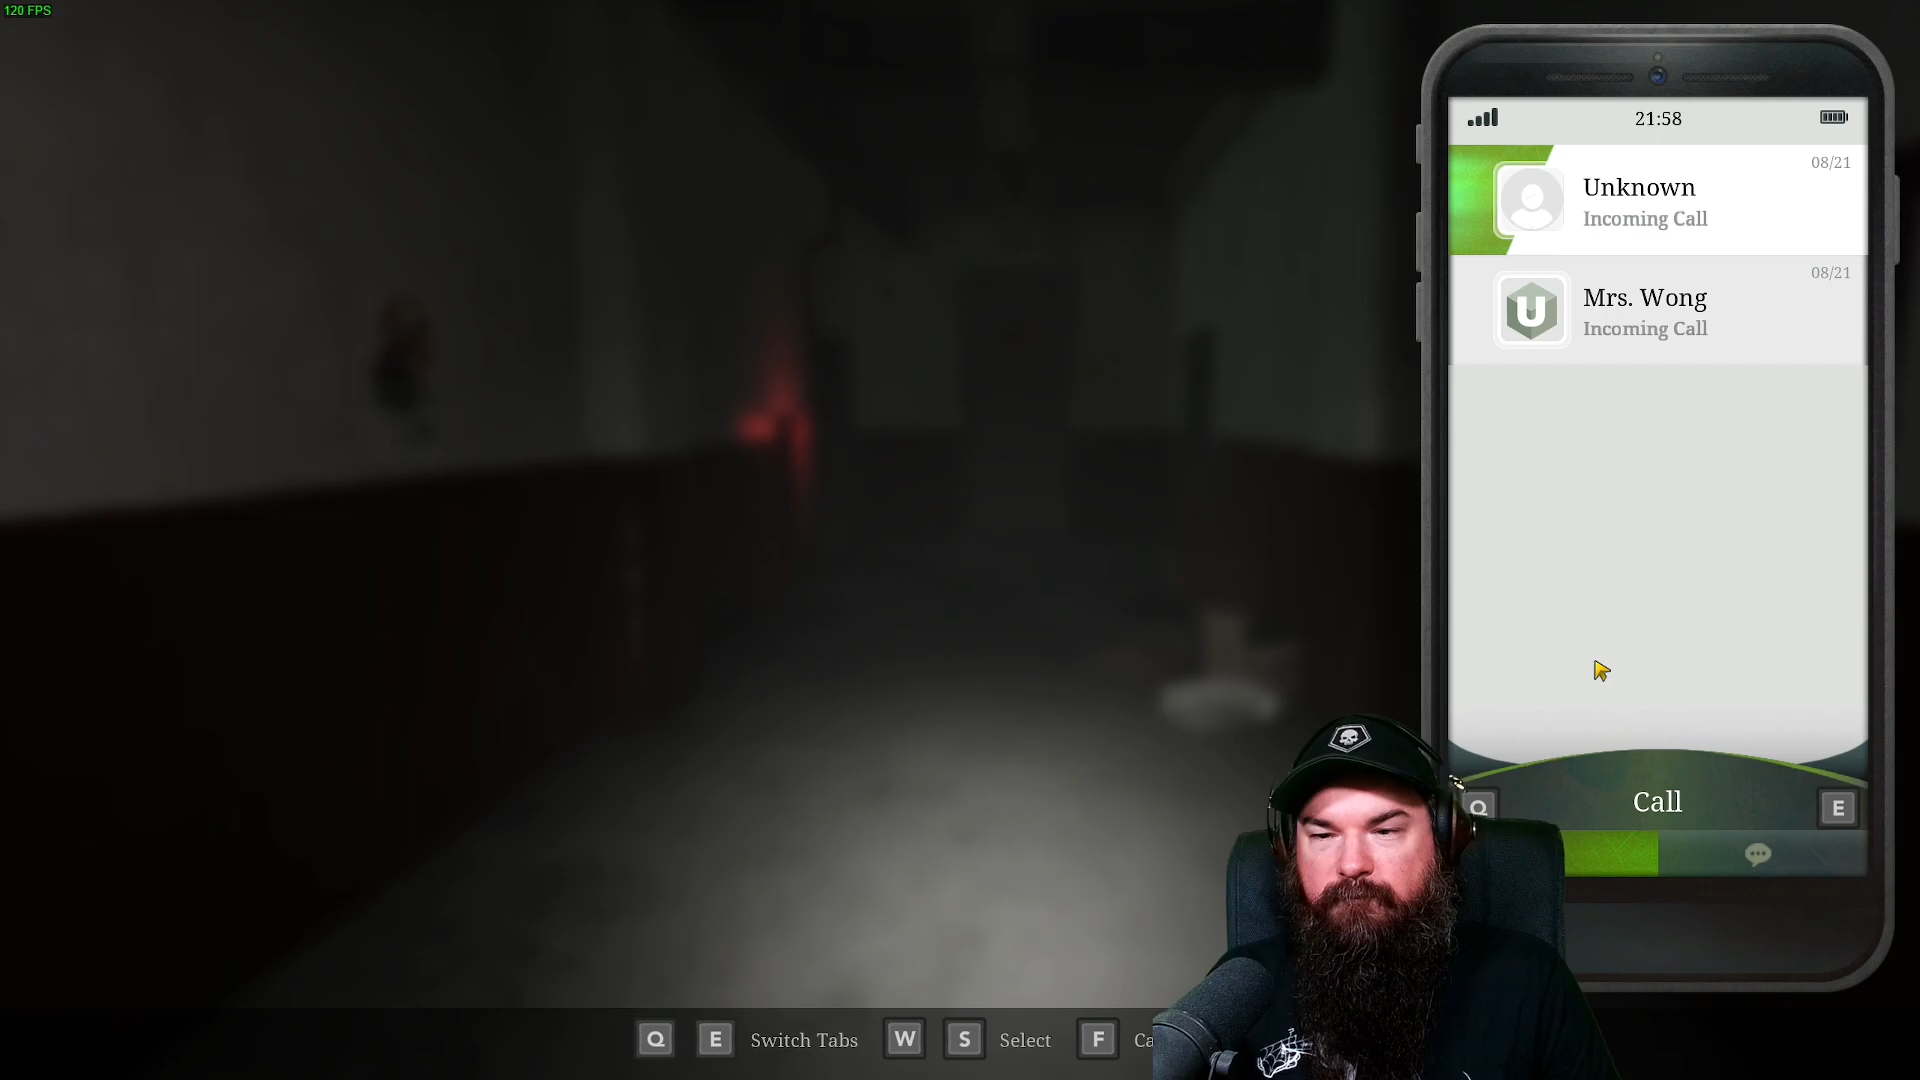 120 FPS
21:58
08/21
Unknown
Incoming Call
08/21
U
Mrs. Wong
Incoming Call
Q
Call
E
Q E Switch Tabs W S Select F